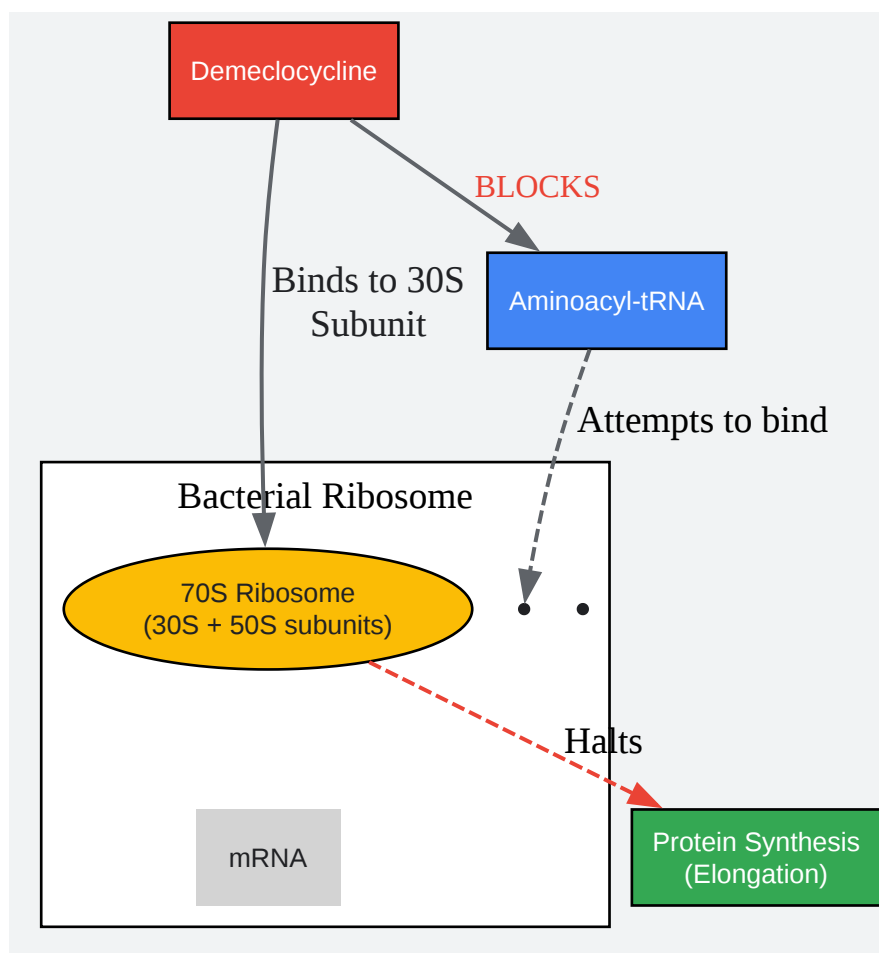 Demeclocycline
BLOCKS
Binds to 30S
Subunit
Aminoacyl-tRNA
Attempts to bind
Bacterial Ribosome
70S Ribosome
(30S + 50S subunits)
Halts
mRNA
Protein Synthesis
(Elongation)